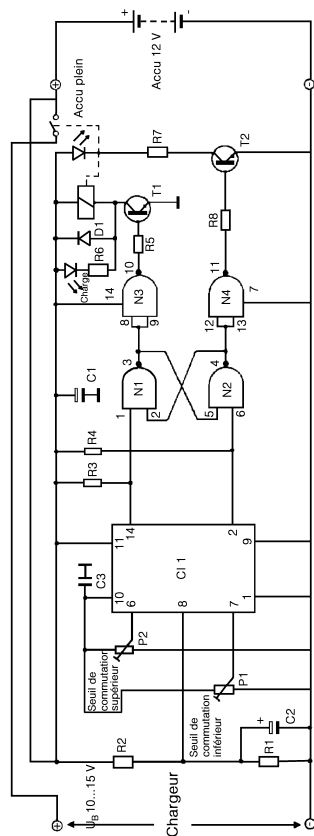 Chargeur
U_B 10...15 V
R2
R1
C2
+
Seuil de commutation supérieur
P2
Seuil de commutation inférieur
P1
C3
CI 1
10
6
8
7
1
11
14
2
9
R3
R4
C1
1
2
N1
3
5
6
N2
4
8
9
N3
10
14
12
13
N4
11
7
Charge
R6
D1
R5
T1
R8
T2
R7
Accu plein
+
Accu 12 V
-